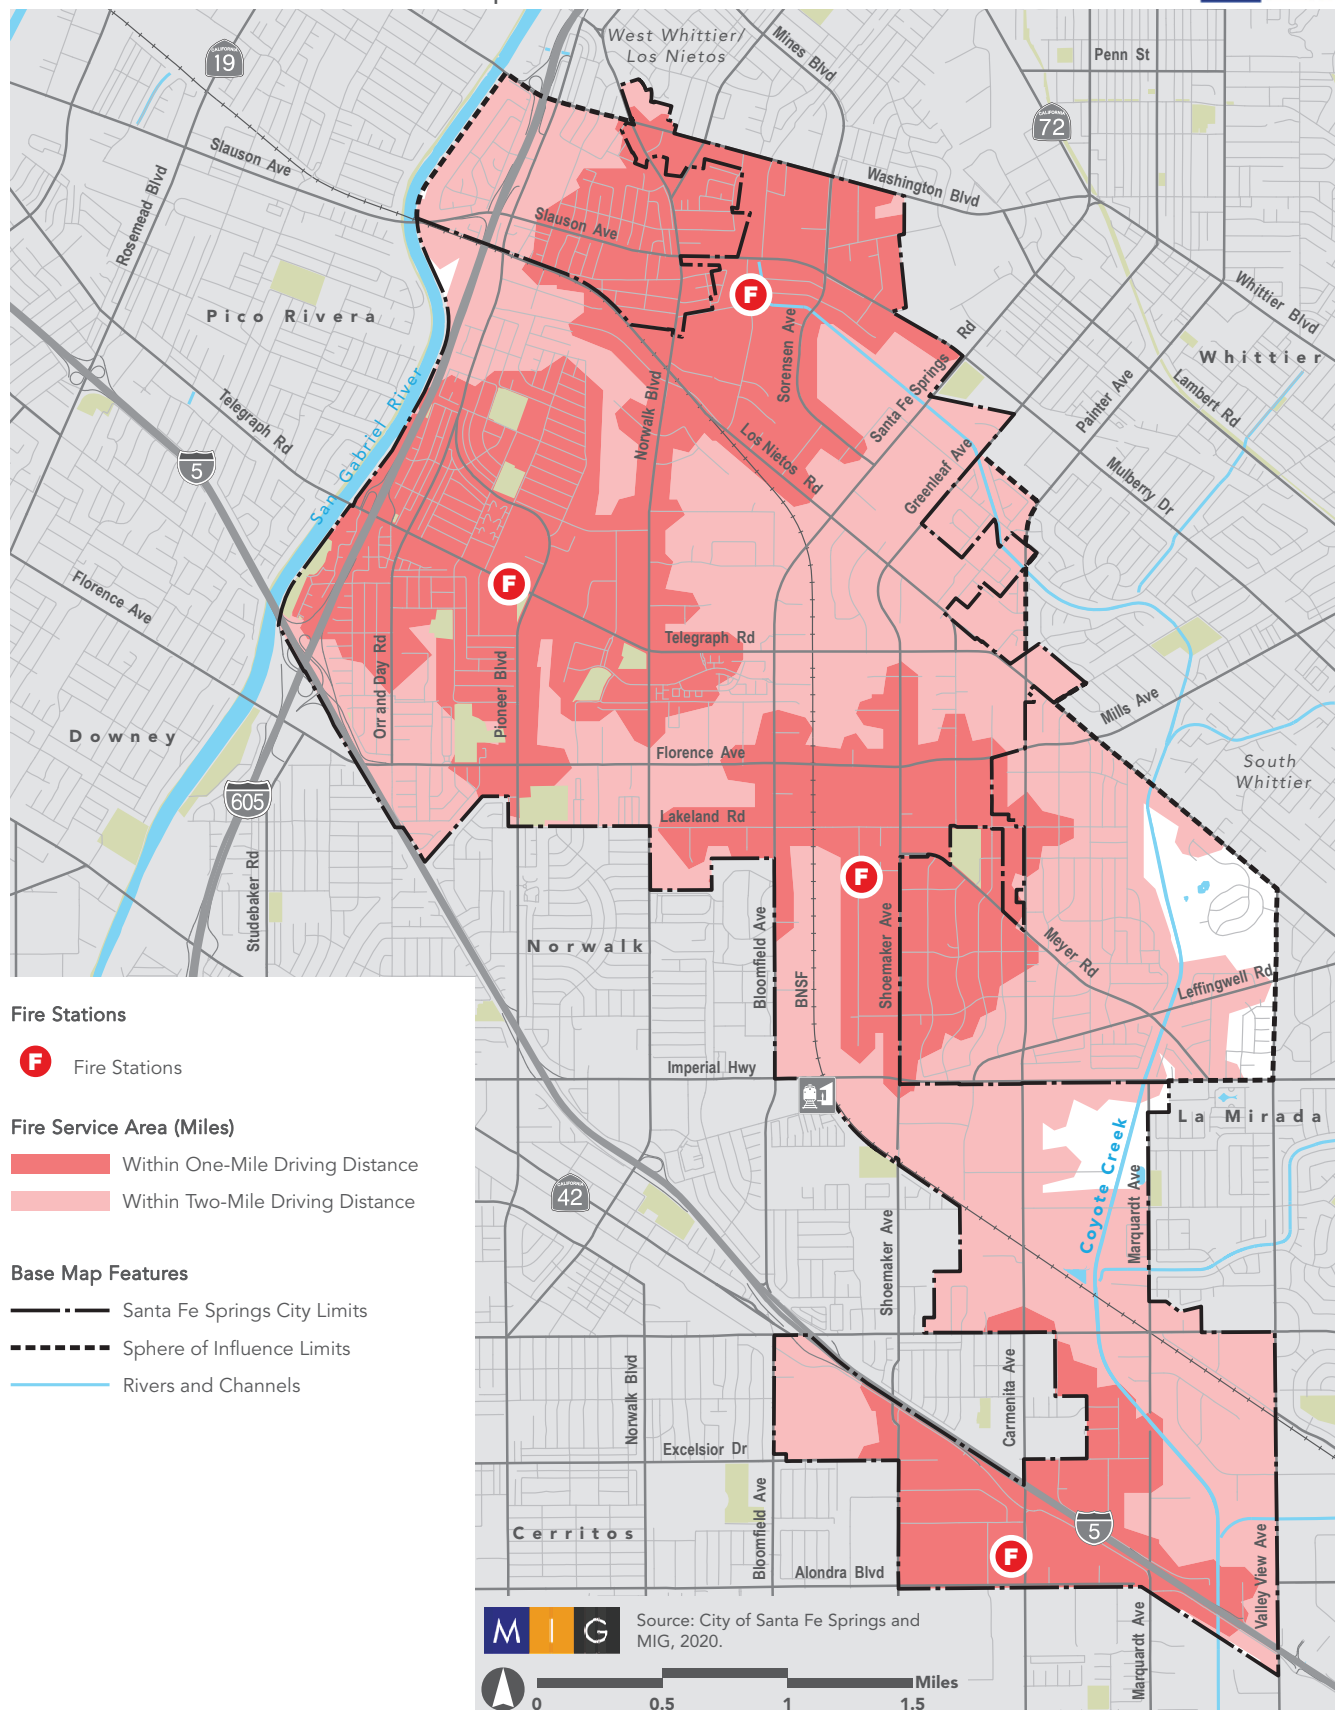 West Whittier/
Los Nietos
Mines Blvd
Penn St
CALIFORNIA
19
CALIFORNIA
72
Slauson Ave
Rosemead Blvd
Washington Blvd
Slauson Ave
Whittier Blvd
F
Pico Rivera
Sorensen Ave
Santa Fe Springs Rd
Whittier
Lambert Rd
Painter Ave
Telegraph Rd
San Gabriel River
Norwalk Blvd
Los Nietos Rd
Greenleaf Ave
Mulberry Dr
5
Florence Ave
F
Telegraph Rd
Orr and Day Rd
Pioneer Blvd
Mills Ave
Downey
Florence Ave
South
Whittier
605
Lakeland Rd
Studebaker Rd
F
Norwalk
Bloomfield Ave
BNSF
Shoemaker Ave
Meyer Rd
Leffingwell Rd
Imperial Hwy
La Mirada
Fire Stations
F
Fire Stations
Fire Service Area (Miles)
Within One-Mile Driving Distance
Within Two-Mile Driving Distance
Base Map Features
Santa Fe Springs City Limits
Sphere of Influence Limits
Rivers and Channels
CALIFORNIA
42
Coyote Creek
Marquardt Ave
Shoemaker Ave
Norwalk Blvd
Carmenita Ave
Excelsior Dr
Bloomfield Ave
Cerritos
5
F
Alondra Blvd
Valley View Ave
Marquardt Ave
MIG
Source: City of Santa Fe Springs and
MIG, 2020.
Miles
0 0.5 1 1.5